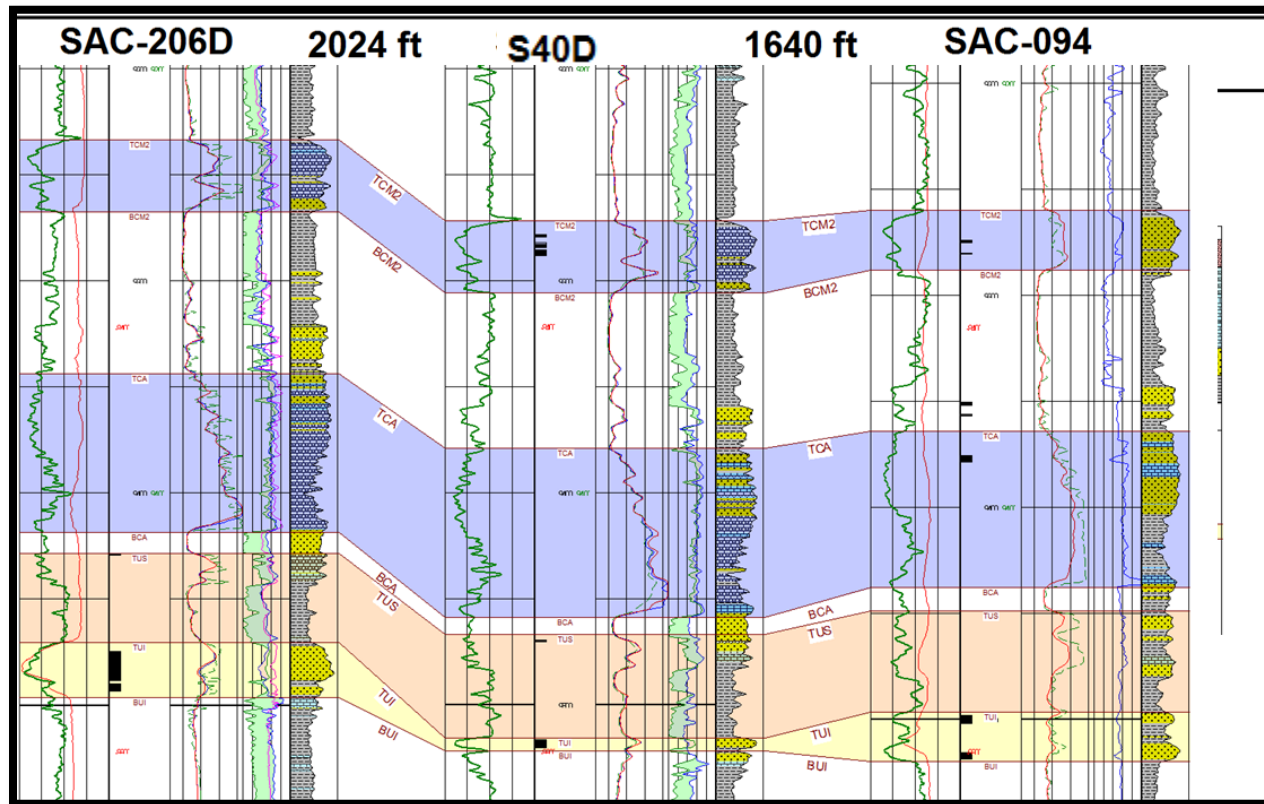 SAC-206D 2024 ft S40D 1640 ft SAC-094
TCM2
BCM2
TCA
BCA
TUS
TUI
BUI
TCM2
BCM2
TCA
BCA
TUS
TUI
BUI
TCM2
BCM2
TCA
BCA
TUS
TUI
BUI
TCM2
BCM2
TCA
BCA
TUS
TUI
BUI
TCM2
BCM2
TCA
BCA
TUS
TUI
BUI